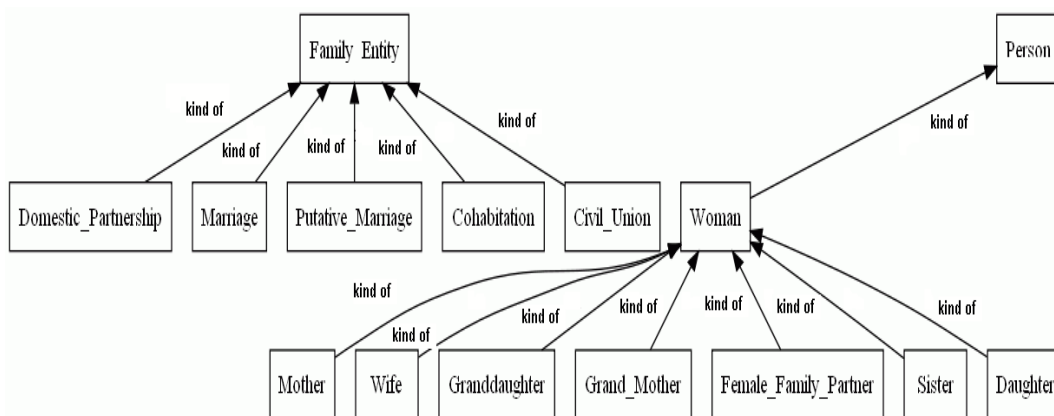 Family Entity
Person
kind of
kind of
kind of
kind of
kind of
kind of
Domestic_Partnership
Marriage
Putative_Marriage
Cohabitation
Civil_Union
Woman
kind of
kind of
kind of
kind of
kind of
kind of
kind of
Mother
Wife
Granddaughter
Grand_Mother
Female_Family_Partner
Sister
Daughter